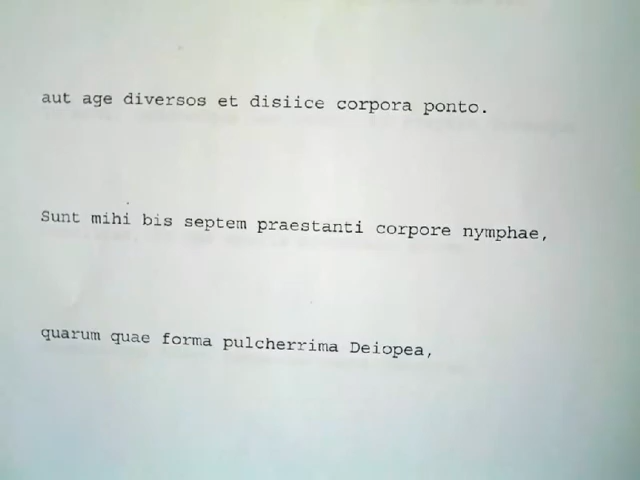 aut age diversos et disiice corpora ponto.
Sunt mihi bis septem praestanti corpore nymphae,
quarum quae forma pulcherrima Deiopea,